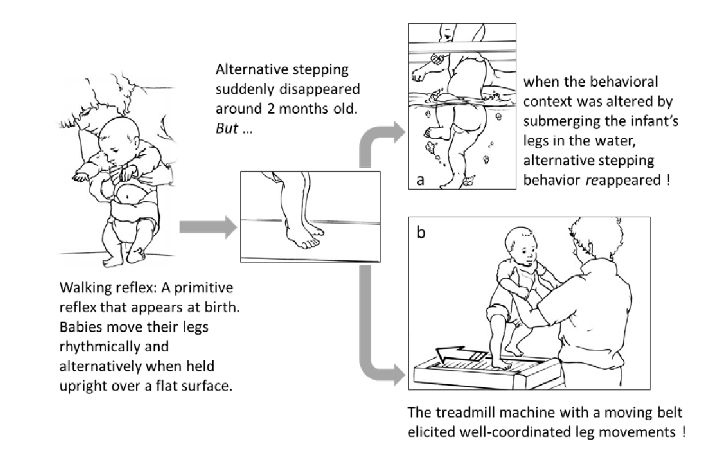 Alternative stepping
suddenly disappeared
around 2 months old.
But …
when the behavioral
context was altered by
submerging the infant's
legs in the water,
alternative stepping
behavior reappeared !
a
b
Walking reflex: A primitive
reflex that appears at birth.
Babies move their legs
rhythmically and
alternatively when held
upright over a flat surface.
The treadmill machine with a moving belt
elicited well-coordinated leg movements !